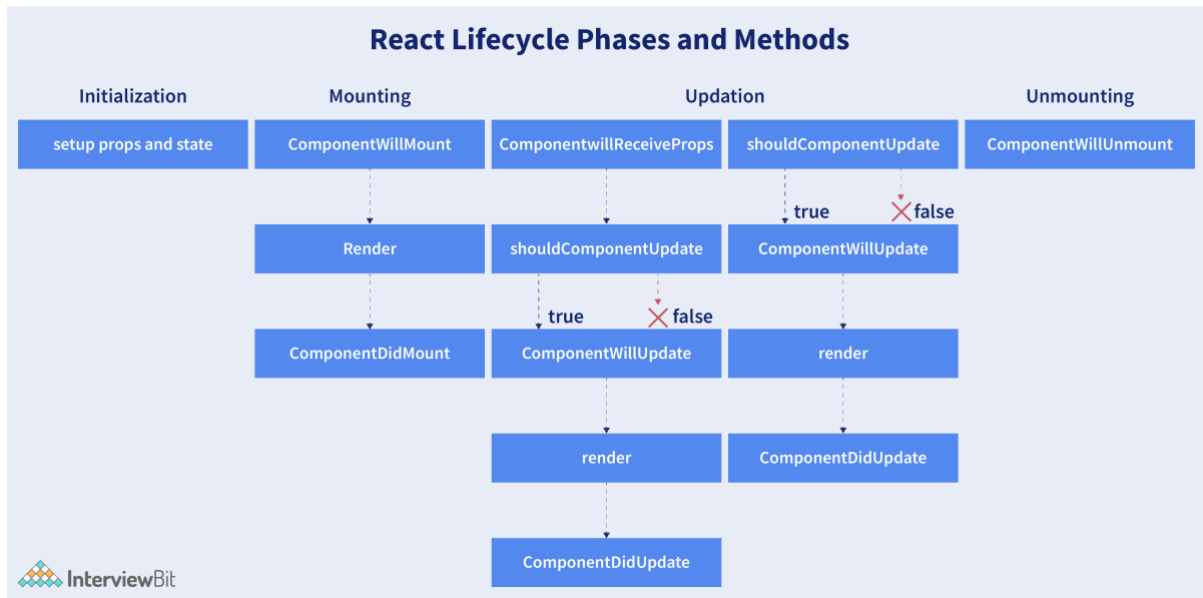 React Lifecycle Phases and Methods
Initialization
Mounting
Updation
Unmounting
setup props and state
ComponentWillMount
ComponentwillReceiveProps
shouldComponentUpdate
ComponentWillUnmount
true
false
Render
shouldComponentUpdate
ComponentWillUpdate
true
false
ComponentDidMount
ComponentWillUpdate
render
render
ComponentDidUpdate
ComponentDidUpdate
InterviewBit